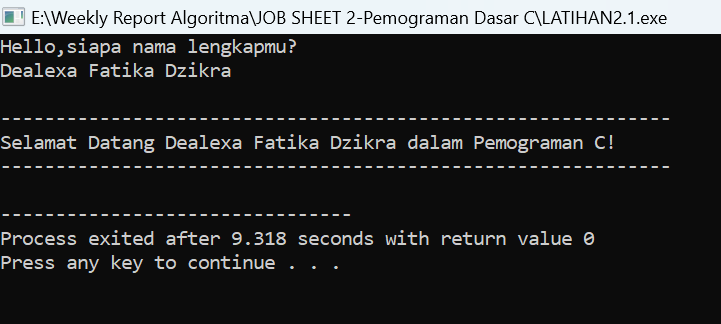 E:\Weekly Report Algoritma\JOB SHEET 2-Pemograman Dasar C\LATIHAN2.1.exe
Hello,siapa nama lengkapmu?
Dealexa Fatika Dzikra
-------------------------------------------------------------
Selamat Datang Dealexa Fatika Dzikra dalam Pemograman C!
-------------------------------------------------------------
--------------------------------
Process exited after 9.318 seconds with return value 0
Press any key to continue . . .